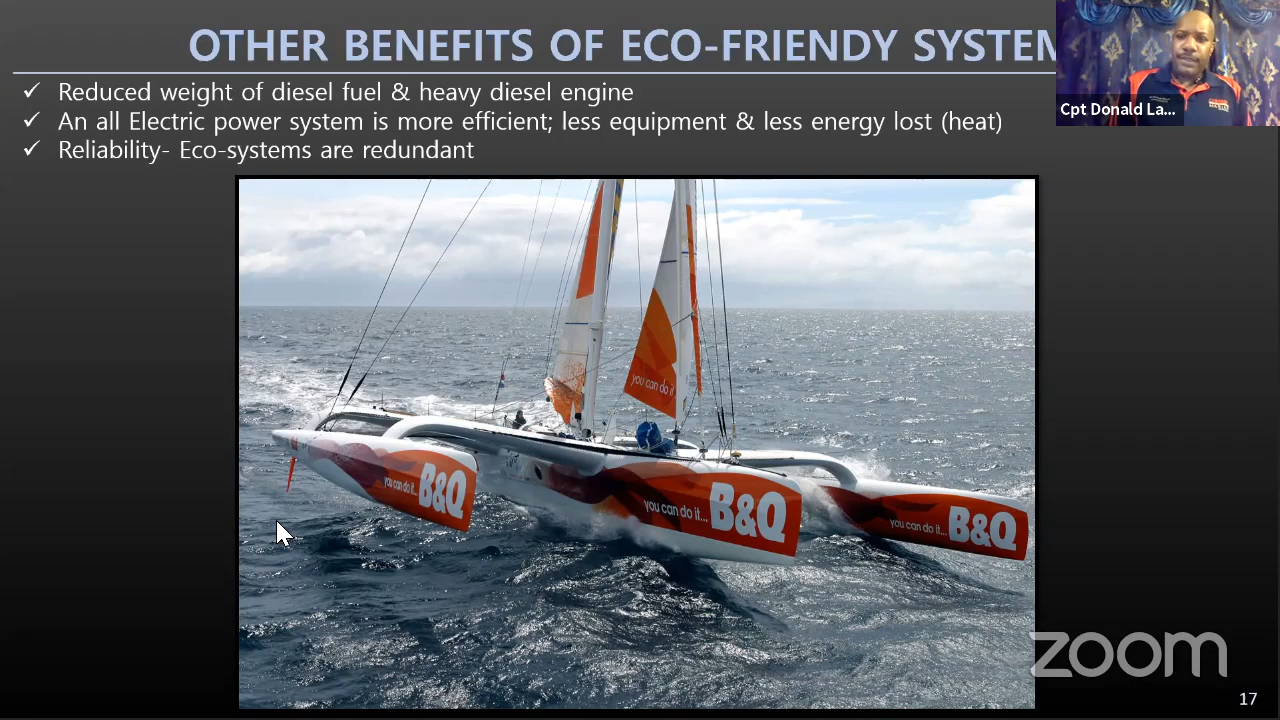 OTHER BENEFITS OF ECO-FRIENDY SYSTEM
✓ Reduced weight of diesel fuel & heavy diesel engine
✓ An all Electric power system is more efficient; less equipment & less energy lost (heat)
✓ Reliability- Eco-systems are redundant
Cpt Donald La...
you can do it
you can do it... B&Q
you can do it... B&Q
you can do it... B&Q
zoom
17